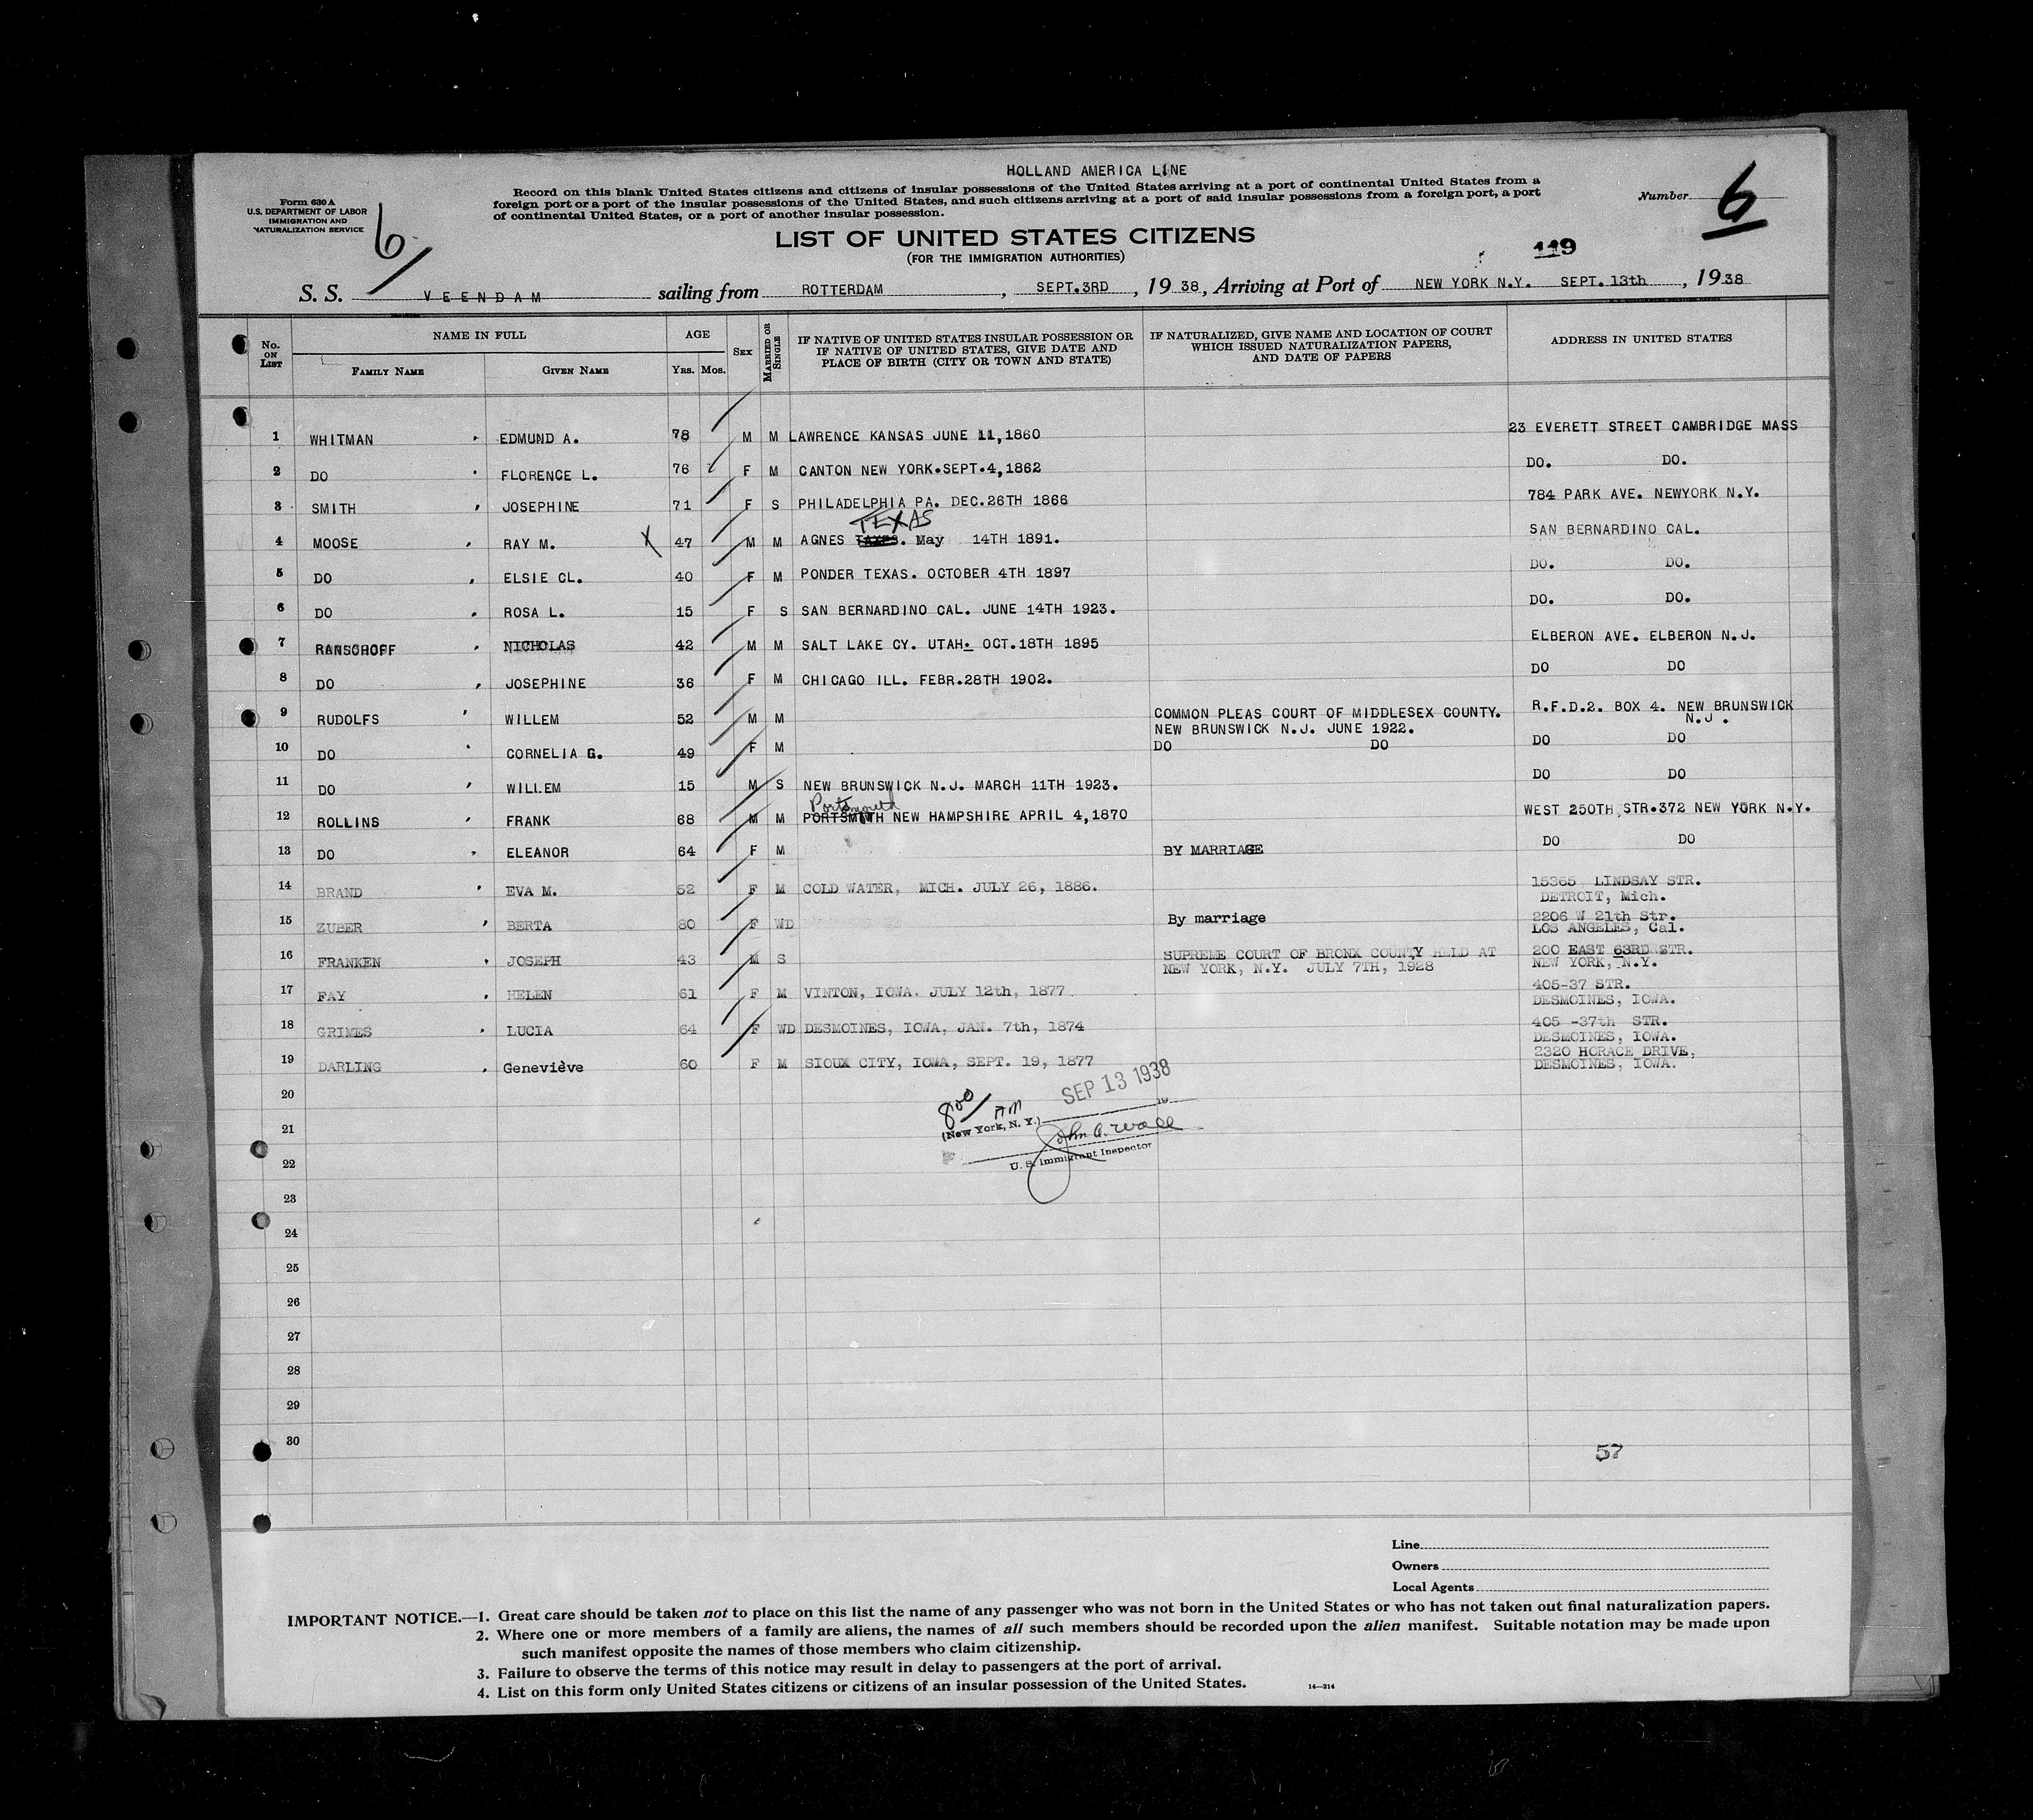 HOLLAND AMERICA LINE
Form 630 A
U.S. DEPARTMENT OF LABOR
IMMIGRATION AND
NATURALIZATION SERVICE
6
Record on this blank United States citizens and citizens of insular possessions of the United States arriving at a port of continental United States from a
foreign port or a port of the insular possessions of the United States, and such citizens arriving at a port of said insular possessions from a foreign port, a port
of continental United States, or a port of another insular possession.
Number 6
LIST OF UNITED STATES CITIZENS
(FOR THE IMMIGRATION AUTHORITIES)
119
S. S. VEENDAM sailing from ROTTERDAM, SEPT.3RD, 1938, Arriving at Port of NEW YORK N.Y. SEPT.13th, 1938
No. ON LIST NAME IN FULL AGE SEX MARRIED OR SINGLE IF NATIVE OF UNITED STATES INSULAR POSSESSION OR IF NATIVE OF UNITED STATES, GIVE DATE AND PLACE OF BIRTH (CITY OR TOWN AND STATE) IF NATURALIZED, GIVE NAME AND LOCATION OF COURT WHICH ISSUED NATURALIZATION PAPERS, AND DATE OF PAPERS ADDRESS IN UNITED STATES
FAMILY NAME GIVEN NAME YRS. MOS.
1 WHITMAN EDMUND A. 78 M M LAWRENCE KANSAS JUNE 11,1860 23 EVERETT STREET CAMBRIDGE MASS
2 DO FLORENCE L. 76 F M CANTON NEW YORK.SEPT.4,1862 DO. DO.
3 SMITH JOSEPHINE 71 F S PHILADELPHIA PA. DEC.26TH 1866 784 PARK AVE. NEWYORK N.Y.
TEXAS
4 MOOSE RAY M. X 47 M M AGNES TAXES. May 14TH 1891. SAN BERNARDINO CAL.
5 DO ELSIE CL. 40 F M PONDER TEXAS. OCTOBER 4TH 1897 DO. DO.
6 DO ROSA L. 15 F S SAN BERNARDINO CAL. JUNE 14TH 1923. DO. DO.
7 RANSOHOFF NICHOLAS 42 M M SALT LAKE CY. UTAH. OCT.18TH 1895 ELBERON AVE. ELBERON N.J.
8 DO JOSEPHINE 36 F M CHICAGO ILL. FEBR.28TH 1902. DO DO
9 RUDOLFS WILLEM 52 M M COMMON PLEAS COURT OF MIDDLESEX COUNTY. R.F.D.2. BOX 4. NEW BRUNSWICK
NEW BRUNSWICK N.J. JUNE 1922. N.J.
10 DO CORNELIA G. 49 F M DO DO DO DO
11 DO WILLEM 15 M S NEW BRUNSWICK N.J. MARCH 11TH 1923. DO DO
Portsmouth
12 ROLLINS FRANK 68 M M PORTSMWTH NEW HAMPSHIRE APRIL 4,1870 WEST 250TH STR.372 NEW YORK N.Y.
13 DO ELEANOR 64 F M BY MARRIAGE DO DO
14 BRAND EVA M. 52 F M COLD WATER, MICH. JULY 26, 1886. 15365 LINDSAY STR.
DETROIT, Mich.
15 ZUBER BERTA 80 F WD By marriage 2206 W 21th Str.
LOS ANGELES, Cal.
16 FRANKEN JOSEPH 43 M S SUPREME COURT OF BRONX COUNTY HELD AT 200 EAST 63RD STR.
NEW YORK, N.Y. JULY 7TH, 1928 NEW YORK, N.Y.
17 FAY HELEN 61 F M VINTON, IOWA. JULY 12th, 1877 405-37 STR.
DESMOINES, IOWA.
18 GRIMES LUCIA 64 F WD DESMOINES, IOWA, JAN. 7th, 1874 405 -37th STR.
DESMOINES, IOWA.
19 DARLING Geneviève 60 F M SIOUX CITY, IOWA, SEPT. 19, 1877 2320 HORACE DRIVE,
DESMOINES, IOWA.
20
SEP 13 1938
800 AM
(New York, N. Y.) 19
21
John A. Wall
U. S. Immigrant Inspector
22
23
24
25
26
27
28
29
30
57
Line
Owners
Local Agents
IMPORTANT NOTICE.—1. Great care should be taken not to place on this list the name of any passenger who was not born in the United States or who has not taken out final naturalization papers.
2. Where one or more members of a family are aliens, the names of all such members should be recorded upon the alien manifest. Suitable notation may be made upon
such manifest opposite the names of those members who claim citizenship.
3. Failure to observe the terms of this notice may result in delay to passengers at the port of arrival.
4. List on this form only United States citizens or citizens of an insular possession of the United States.
14—214